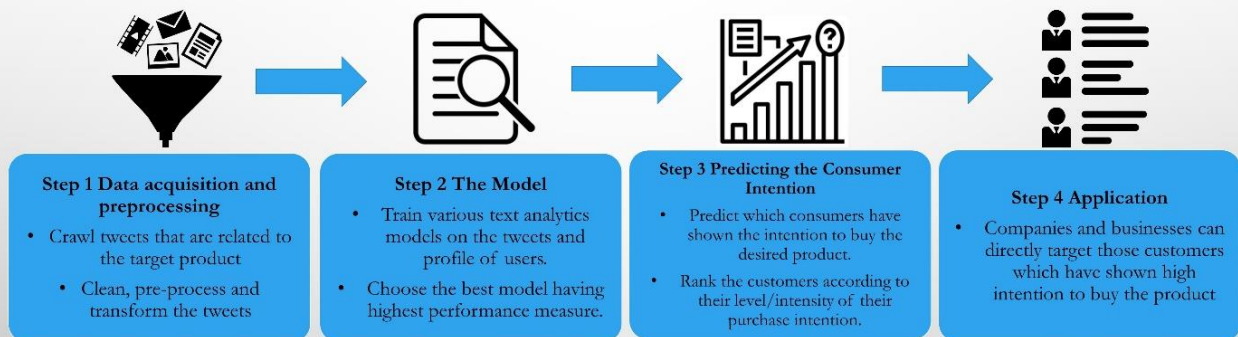 Step 1 Data acquisition and
preprocessing
• Crawl tweets that are related to
the target product
• Clean, pre-process and
transform the tweets
Step 2 The Model
• Train various text analytics
models on the tweets and
profile of users.
• Choose the best model having
highest performance measure.
?
Step 3 Predicting the Consumer
Intention
• Predict which consumers have
shown the intention to buy the
desired product.
• Rank the customers according to
their level/intensity of their
purchase intention.
Step 4 Application
• Companies and businesses can
directly target those customers
which have shown high
intention to buy the product